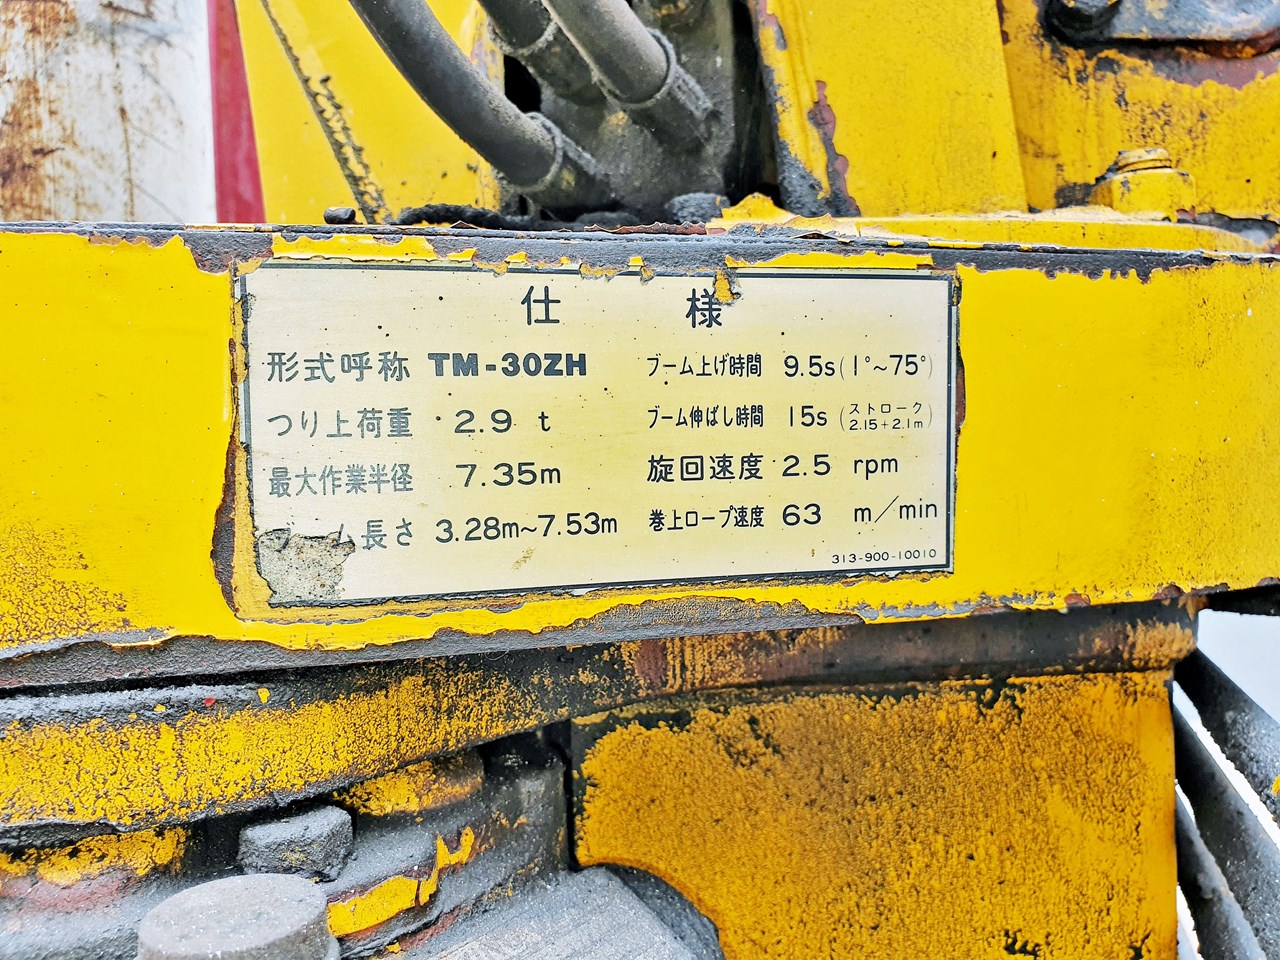 仕様
形式呼称 TM-30ZH
つり上荷重 2.9 t
最大作業半径 7.35m
ブーム長さ 3.28m~7.53m
ブーム上げ時間 9.5s(1°~75°)
ブーム伸ばし時間 15s (ストローク 2.15+2.1m)
旋回速度 2.5 rpm
巻上ロープ速度 63 m/min
313-900-10010